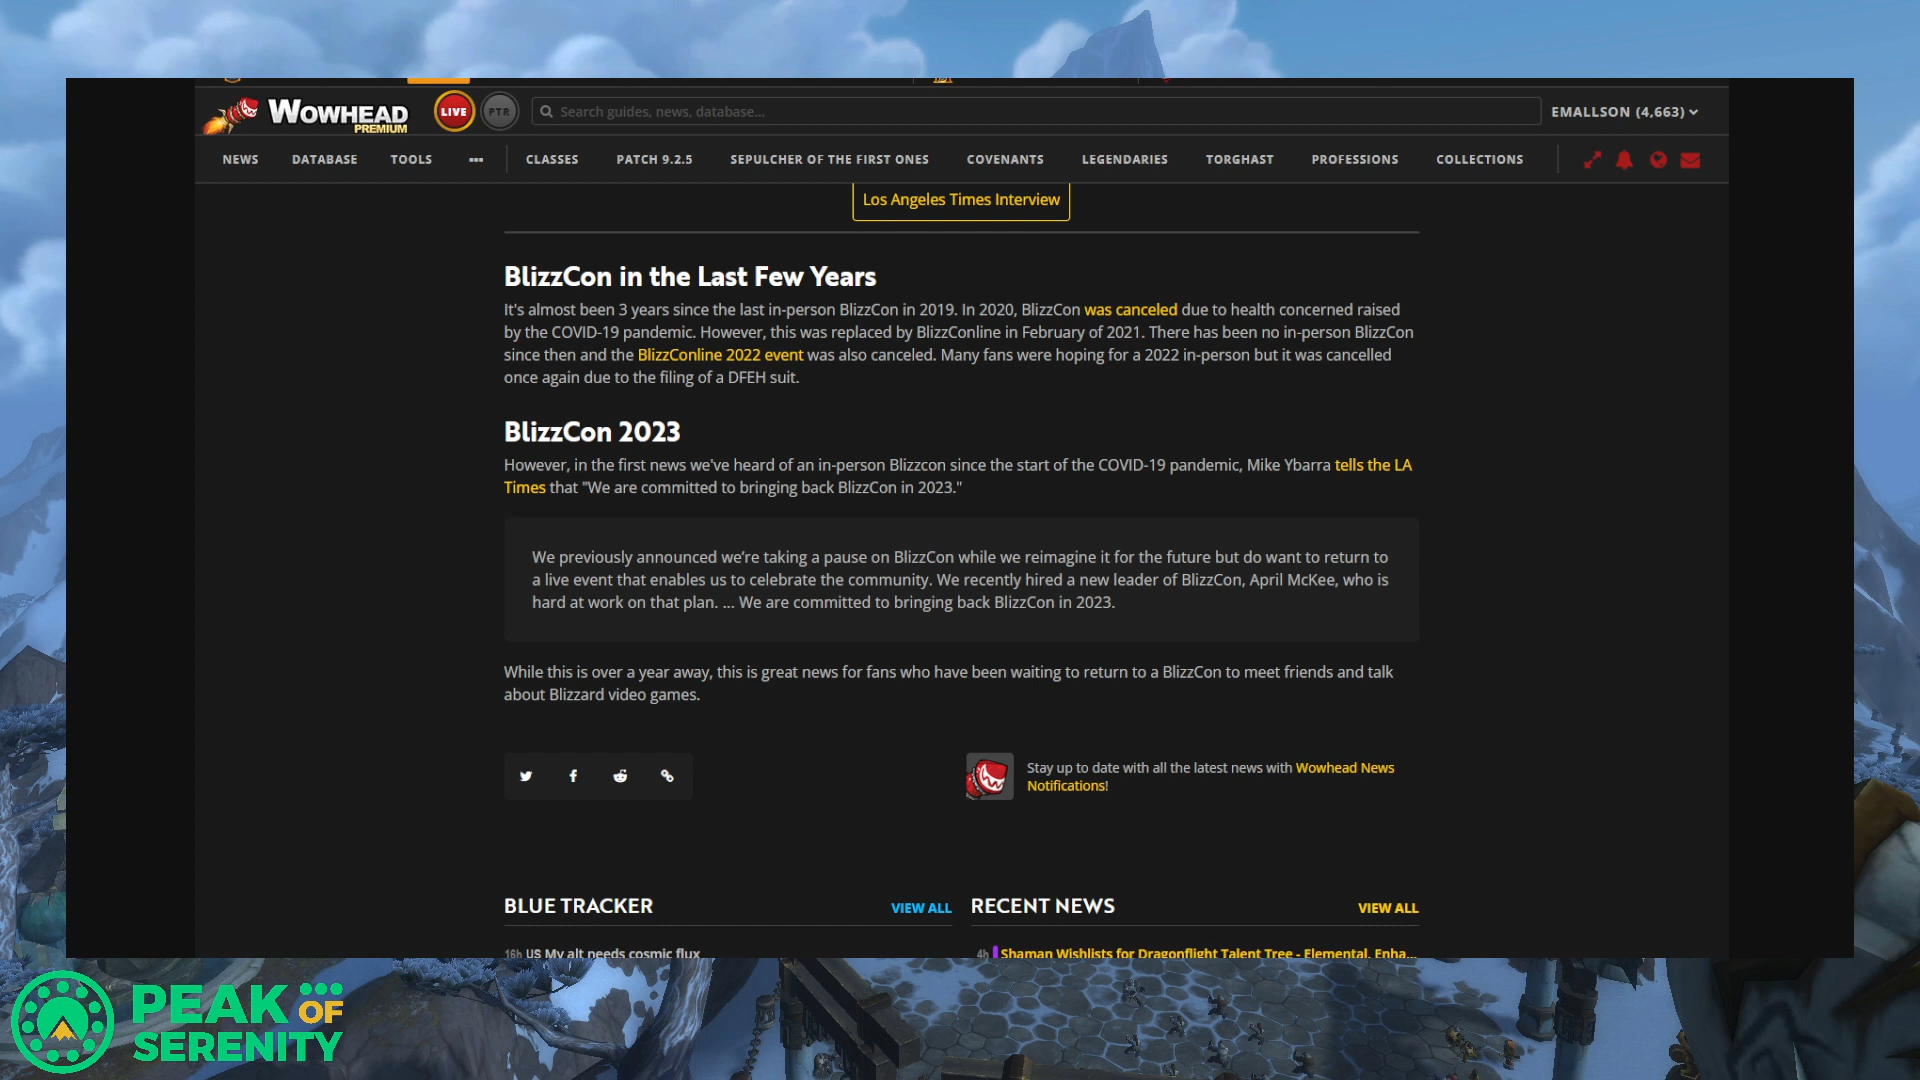 WOWHEAD
PREMIUM
LIVE
PTR
Search guides, news, database...
EMALLSON (4,663)
NEWS DATABASE TOOLS ••• CLASSES PATCH 9.2.5 SEPULCHER OF THE FIRST ONES COVENANTS LEGENDARIES TORGHAST PROFESSIONS COLLECTIONS
Los Angeles Times Interview
BlizzCon in the Last Few Years
It's almost been 3 years since the last in-person BlizzCon in 2019. In 2020, BlizzCon was canceled due to health concerned raised
by the COVID-19 pandemic. However, this was replaced by BlizzConline in February of 2021. There has been no in-person BlizzCon
since then and the BlizzConline 2022 event was also canceled. Many fans were hoping for a 2022 in-person but it was cancelled
once again due to the filing of a DFEH suit.
BlizzCon 2023
However, in the first news we've heard of an in-person Blizzcon since the start of the COVID-19 pandemic, Mike Ybarra tells the LA
Times that "We are committed to bringing back BlizzCon in 2023."
We previously announced we're taking a pause on BlizzCon while we reimagine it for the future but do want to return to
a live event that enables us to celebrate the community. We recently hired a new leader of BlizzCon, April McKee, who is
hard at work on that plan. ... We are committed to bringing back BlizzCon in 2023.
While this is over a year away, this is great news for fans who have been waiting to return to a BlizzCon to meet friends and talk
about Blizzard video games.
Stay up to date with all the latest news with Wowhead News
Notifications!
BLUE TRACKER VIEW ALL
RECENT NEWS VIEW ALL
16h US My alt needs cosmic flux
4h Shaman Wishlists for Dragonflight Talent Tree - Elemental, Enha...
PEAK OF
SERENITY